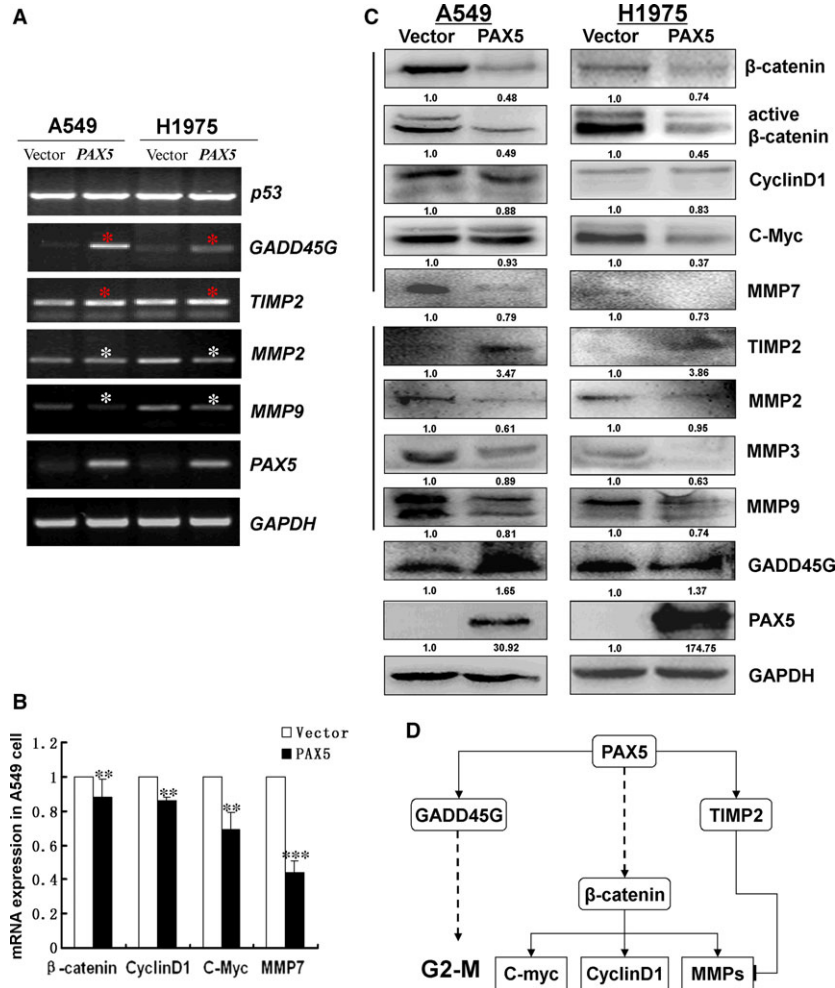 A
A549 H1975
Vector PAX5 Vector PAX5
p53
* *
GADD45G
* *
TIMP2
* *
MMP2
* *
MMP9
PAX5
GAPDH
B
Vector
PAX5
mRNA expression in A549 cell
1.2
1
0.8
0.6
0.4
0.2
0
**
**
**
***
β-catenin CyclinD1 C-Myc MMP7
C
A549 H1975
Vector PAX5 Vector PAX5
β-catenin
1.0 0.48 1.0 0.74
active
β-catenin
1.0 0.49 1.0 0.45
CyclinD1
1.0 0.88 1.0 0.83
C-Myc
1.0 0.93 1.0 0.37
MMP7
1.0 0.79 1.0 0.73
TIMP2
1.0 3.47 1.0 3.86
MMP2
1.0 0.61 1.0 0.95
MMP3
1.0 0.89 1.0 0.63
MMP9
1.0 0.81 1.0 0.74
GADD45G
1.0 1.65 1.0 1.37
PAX5
1.0 30.92 1.0 174.75
GAPDH
D
PAX5
GADD45G TIMP2
β-catenin
G2-M C-myc CyclinD1 MMPs